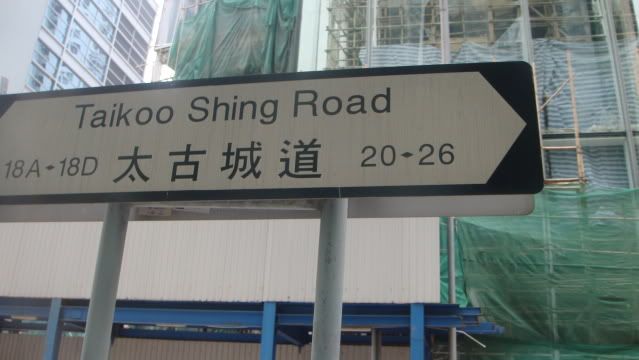 Taikoo Shing Road
18A-18D 太古城道 20-26